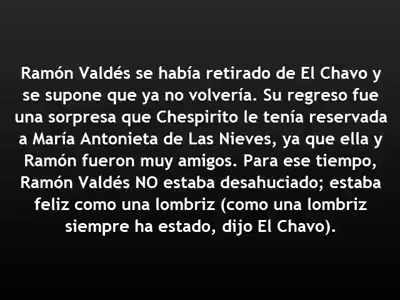 Ramón Valdés se había retirado de El Chavo y
se supone que ya no volvería. Su regreso fue
una sorpresa que Chespirito le tenía reservada
a María Antonieta de Las Nieves, ya que ella y
Ramón fueron muy amigos. Para ese tiempo,
Ramón Valdés NO estaba desahuciado; estaba
feliz como una lombriz (como una lombriz
siempre ha estado, dijo El Chavo).